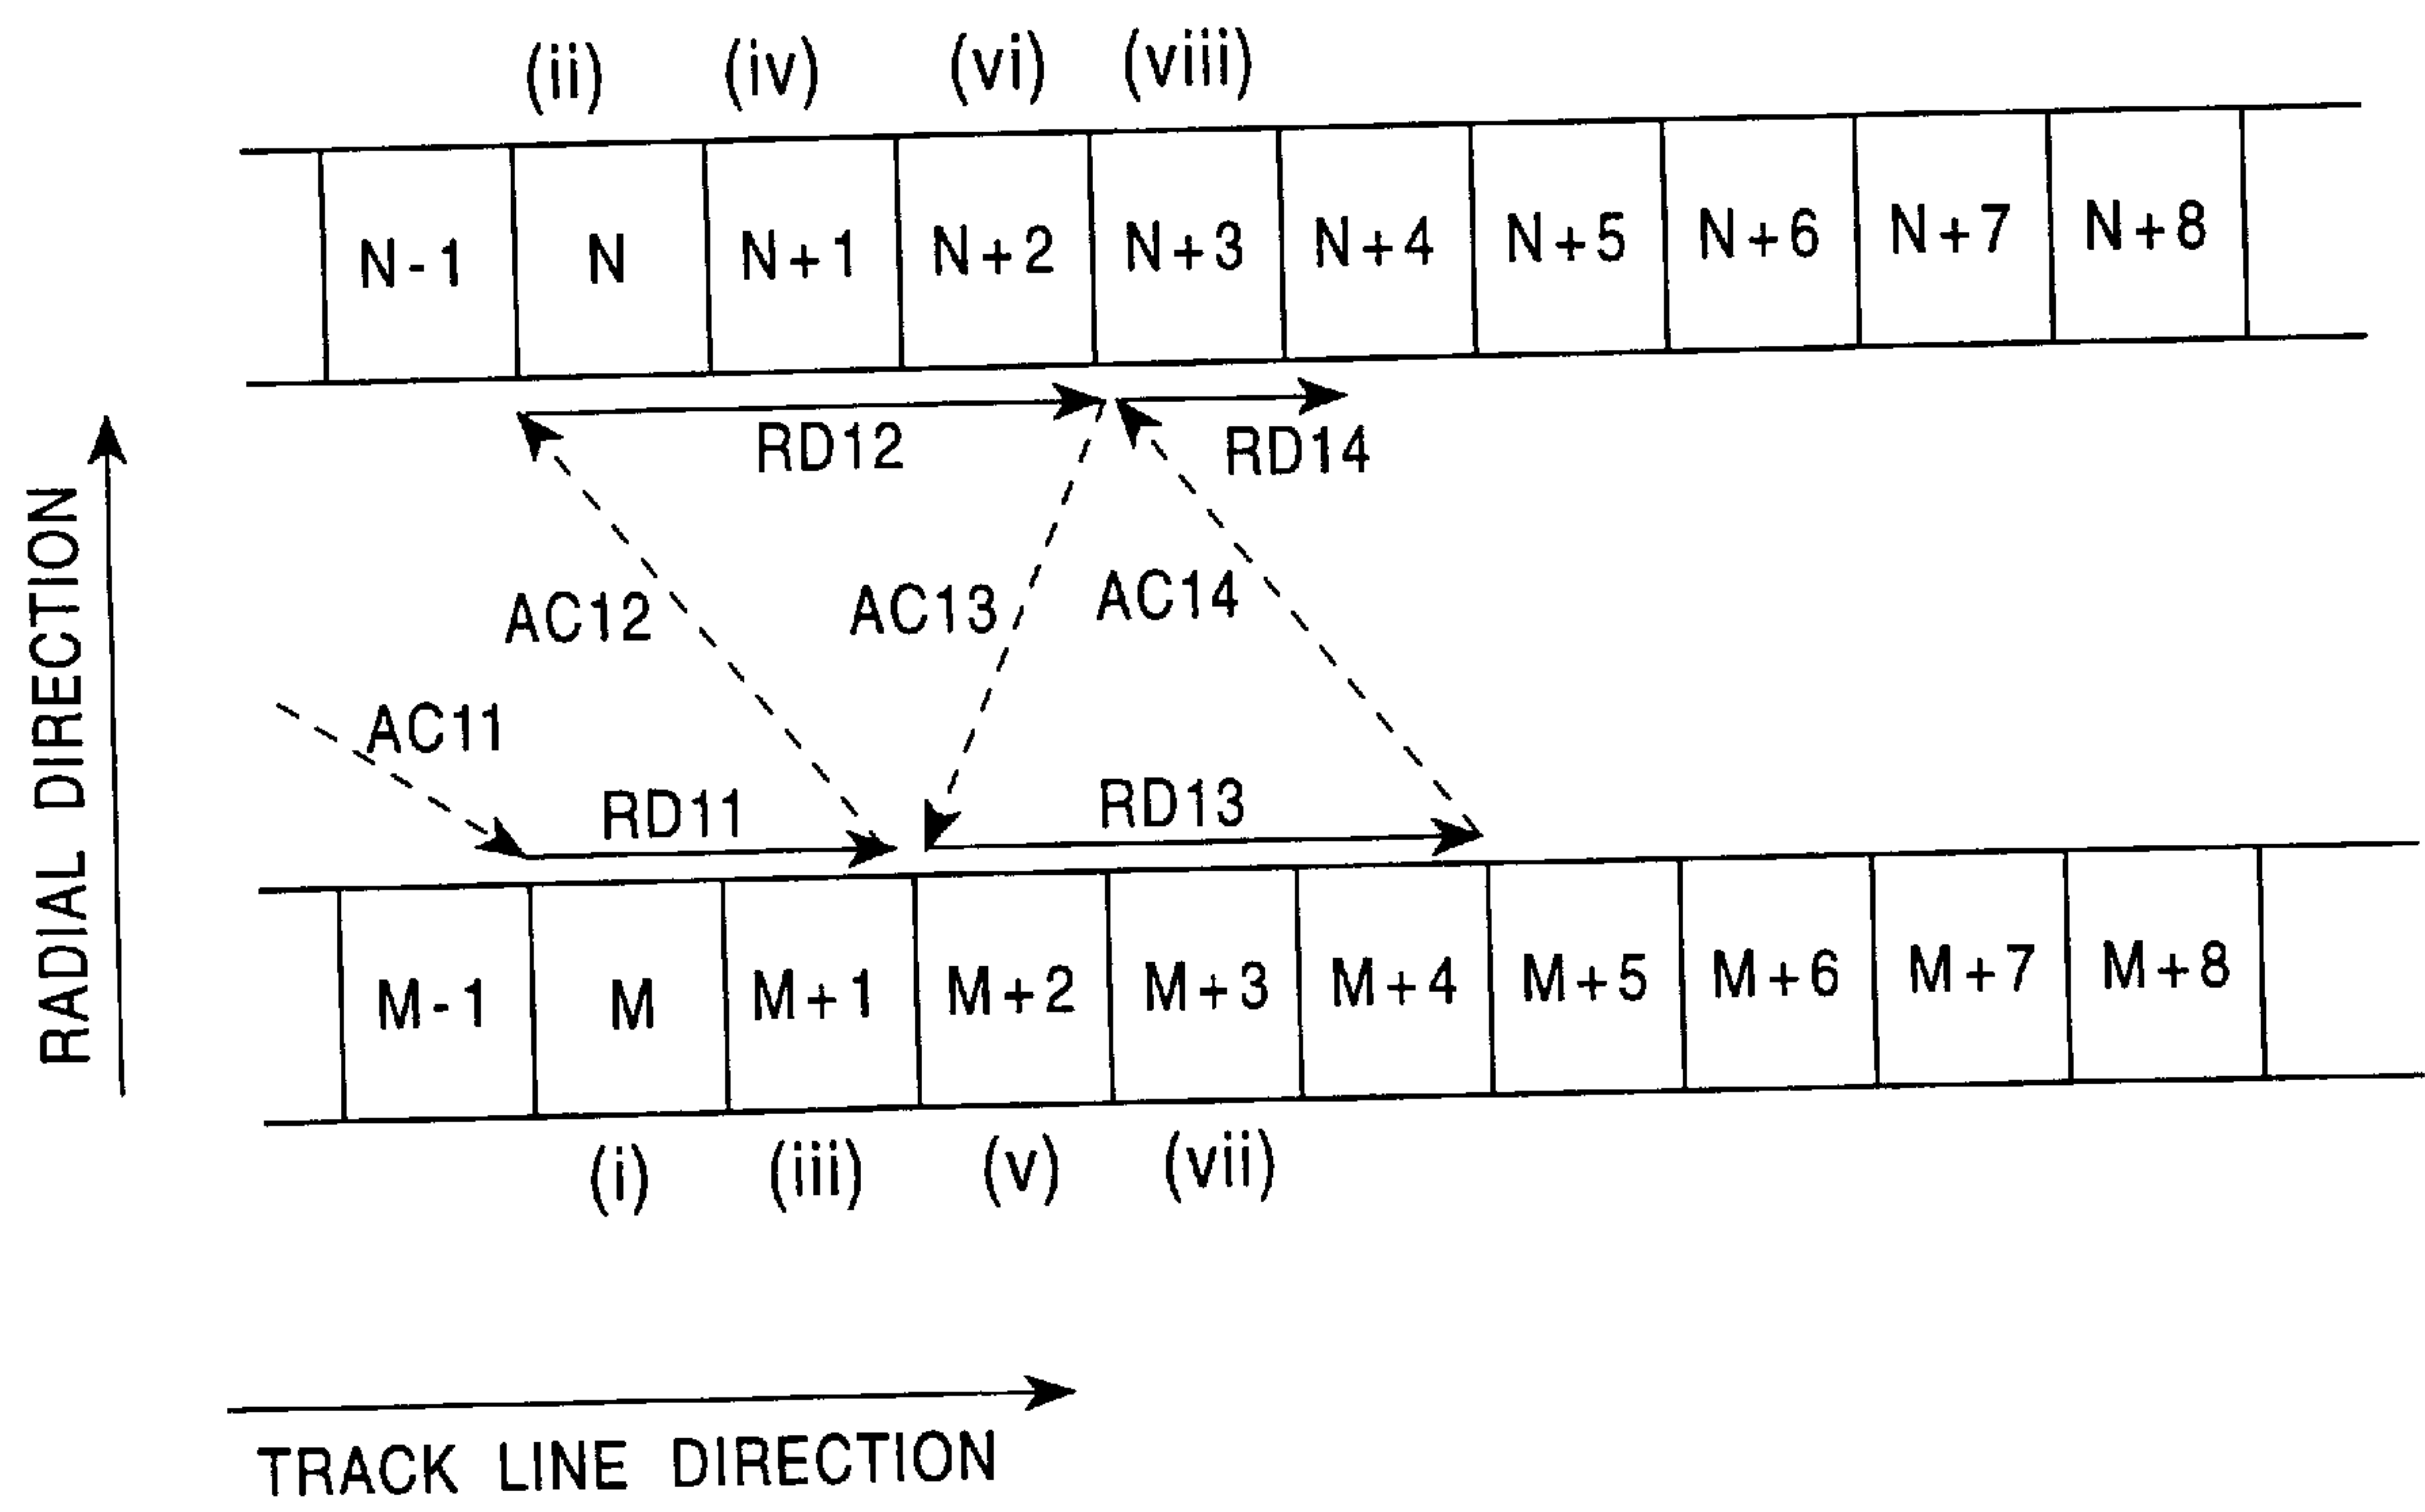 (ii) (iv) (vi) (viii)
N-1 N N+1 N+2 N+3 N+4 N+5 N+6 N+7 N+8
RD12 RD14
AC12 AC13 AC14
AC11
RD11 RD13
M-1 M M+1 M+2 M+3 M+4 M+5 M+6 M+7 M+8
(i) (iii) (v) (vii)
RADIAL DIRECTION
TRACK LINE DIRECTION